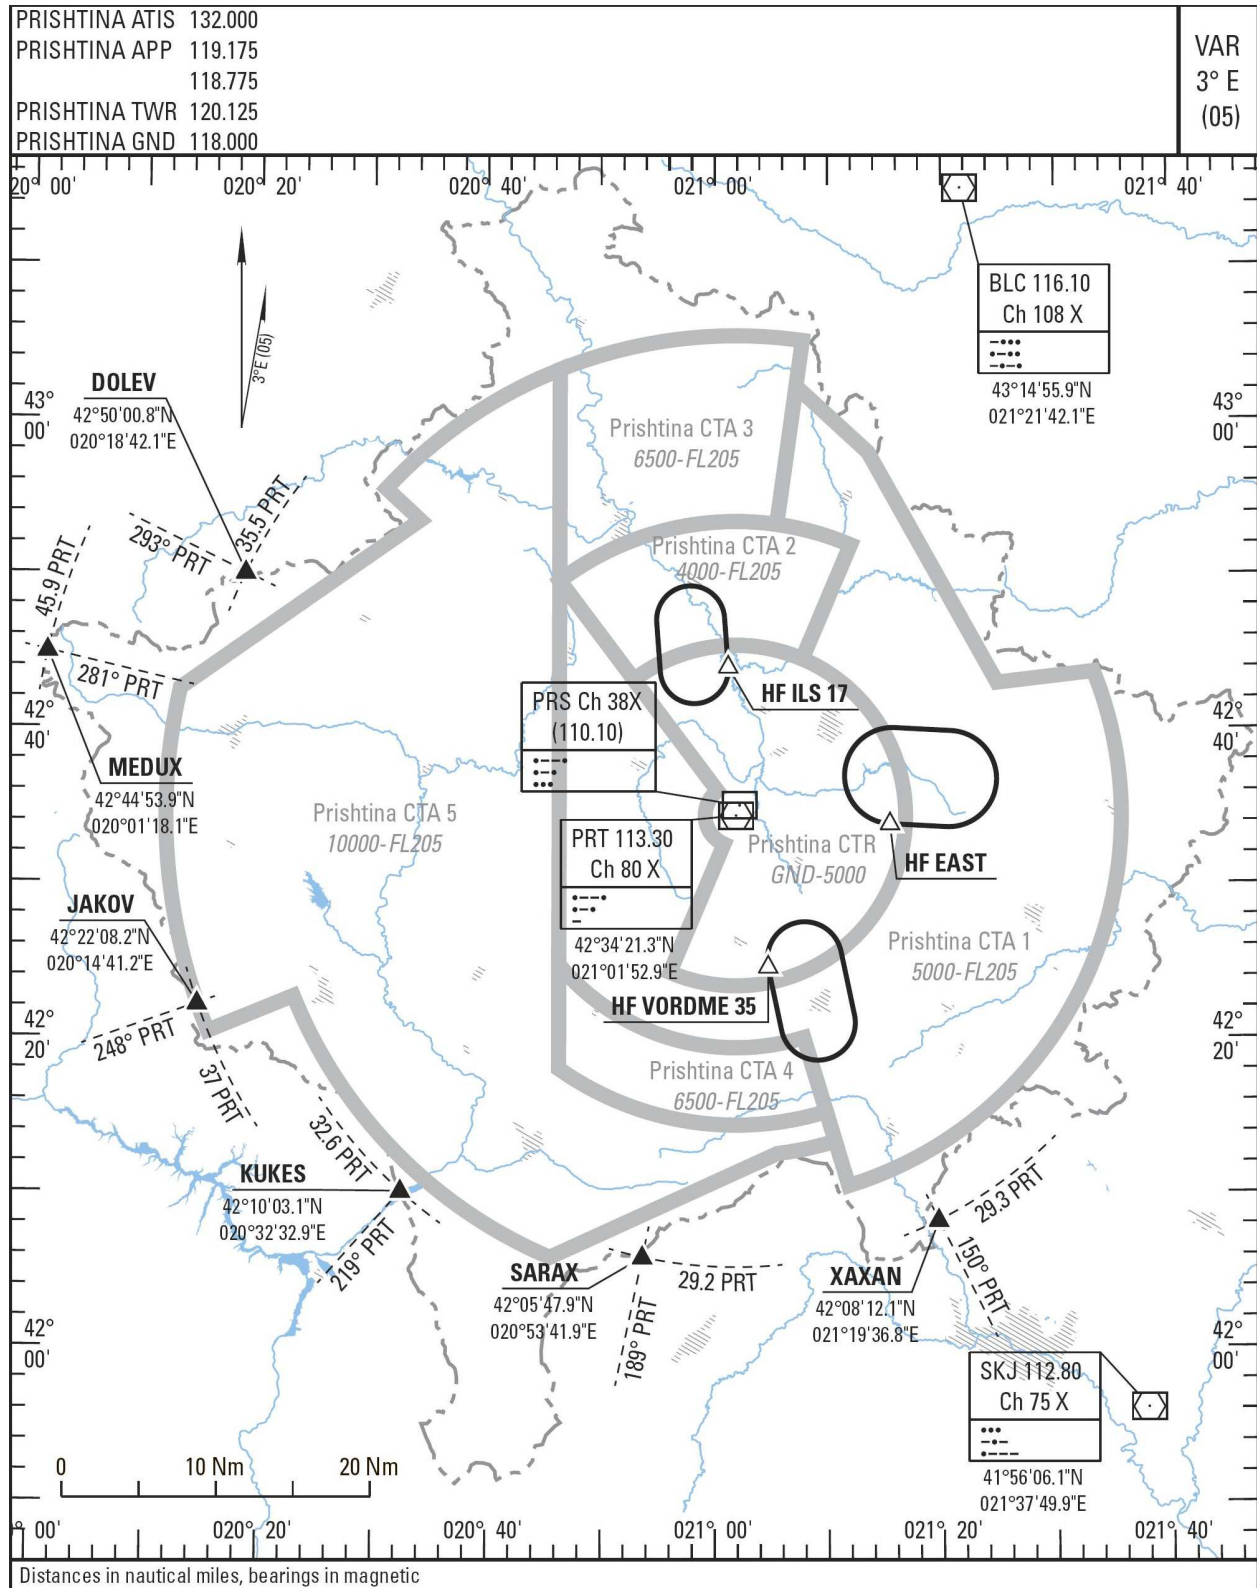 PRISHTINA ATIS 132.000
PRISHTINA APP 119.175
118.775
PRISHTINA TWR 120.125
PRISHTINA GND 118.000
VAR
3° E
(05)
20° 00'
020° 20'
020° 40'
021° 00'
021° 40'
BLC 116.10
Ch 108 X
43°14'55.9"N
021°21'42.1"E
3°E (05)
DOLEV
42°50'00.8"N
020°18'42.1"E
43°
00'
43°
00'
Prishtina CTA 3
6500-FL205
35.5 PRT
293° PRT
45.9 PRT
281° PRT
Prishtina CTA 2
4000-FL205
HF ILS 17
PRS Ch 38X
(110.10)
42°
40'
42°
40'
MEDUX
42°44'53.9"N
020°01'18.1"E
Prishtina CTA 5
10000-FL205
PRT 113.30
Ch 80 X
42°34'21.3"N
021°01'52.9"E
Prishtina CTR
GND-5000
HF EAST
JAKOV
42°22'08.2"N
020°14'41.2"E
Prishtina CTA 1
5000-FL205
HF VORDME 35
248° PRT
37 PRT
42°
20'
42°
20'
Prishtina CTA 4
6500-FL205
32.6 PRT
KUKES
42°10'03.1"N
020°32'32.9"E
219° PRT
29.3 PRT
150° PRT
SARAX
42°05'47.9"N
020°53'41.9"E
29.2 PRT
189° PRT
XAXAN
42°08'12.1"N
021°19'36.8"E
42°
00'
42°
00'
SKJ 112.80
Ch 75 X
41°56'06.1"N
021°37'49.9"E
0 10 Nm 20 Nm
° 00'
020° 20'
020° 40'
021° 00'
021° 20'
021° 40'
Distances in nautical miles, bearings in magnetic